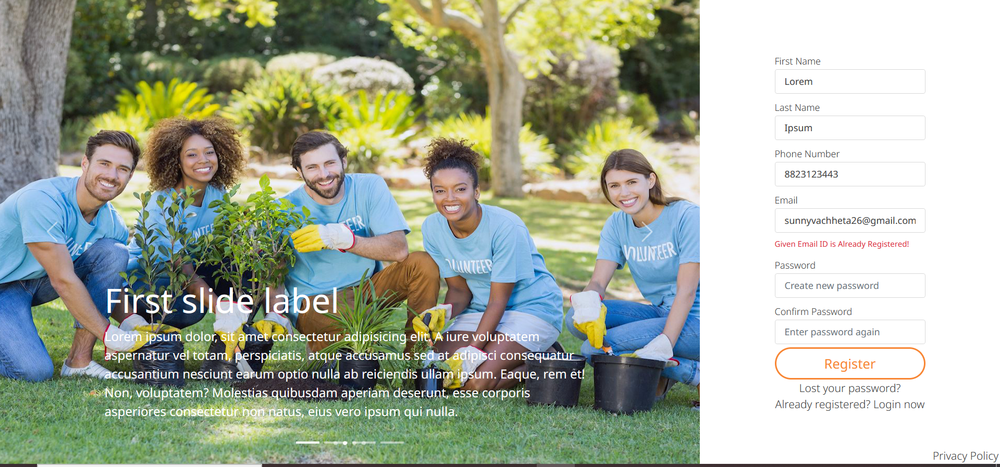 VOLUNTEER
VOLUNTEER
First slide label
Lorem ipsum dolor, sit amet consectetur adipisicing elit. A iure voluptatem
aspernatur vel totam, perspiciatis, atque accusamus sed at adipisci consequatur
accusantium nesciunt earum optio nulla ab reiciendis ullam ipsum. Eaque, rem et!
Non, voluptatem? Molestias quibusdam aperiam deserunt, esse corporis
asperiores consectetur non natus, eius vero ipsum qui nulla.
First Name
Lorem
Last Name
Ipsum
Phone Number
8823123443
Email
sunnyvachheta26@gmail.com
Given Email ID is Already Registered!
Password
Create new password
Confirm Password
Enter password again
Register
Lost your password?
Already registered? Login now
Privacy Policy